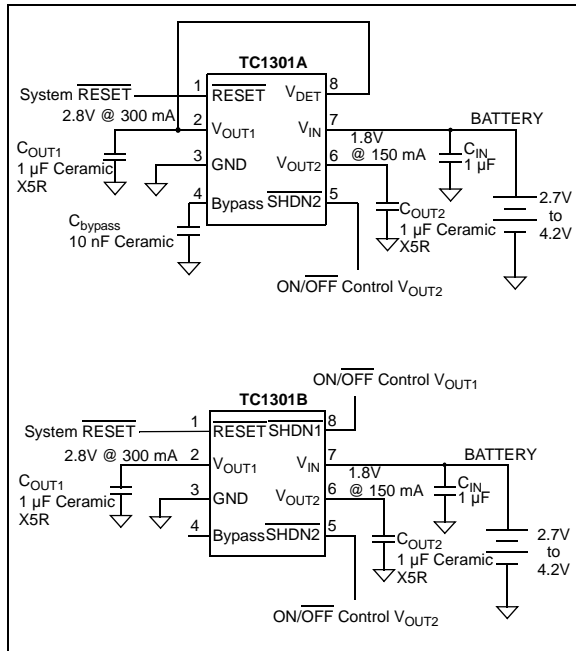 TC1301A
System RESET
1
RESET
VDET
8
2.8V @ 300 mA
2
VOUT1
VIN
7
BATTERY
COUT1
1 µF Ceramic
X5R
3
GND
VOUT2
6
1.8V
@ 150 mA
CIN
1 µF
4
Bypass
SHDN2
5
Cbypass
10 nF Ceramic
COUT2
1 µF Ceramic
X5R
2.7V
to
4.2V
ON/OFF Control VOUT2
ON/OFF Control VOUT1
TC1301B
System RESET
1
RESET
SHDN1
8
2.8V @ 300 mA
2
VOUT1
VIN
7
BATTERY
COUT1
1 µF Ceramic
X5R
3
GND
VOUT2
6
1.8V
@ 150 mA
CIN
1 µF
4
Bypass
SHDN2
5
COUT2
1 µF Ceramic
X5R
2.7V
to
4.2V
ON/OFF Control VOUT2